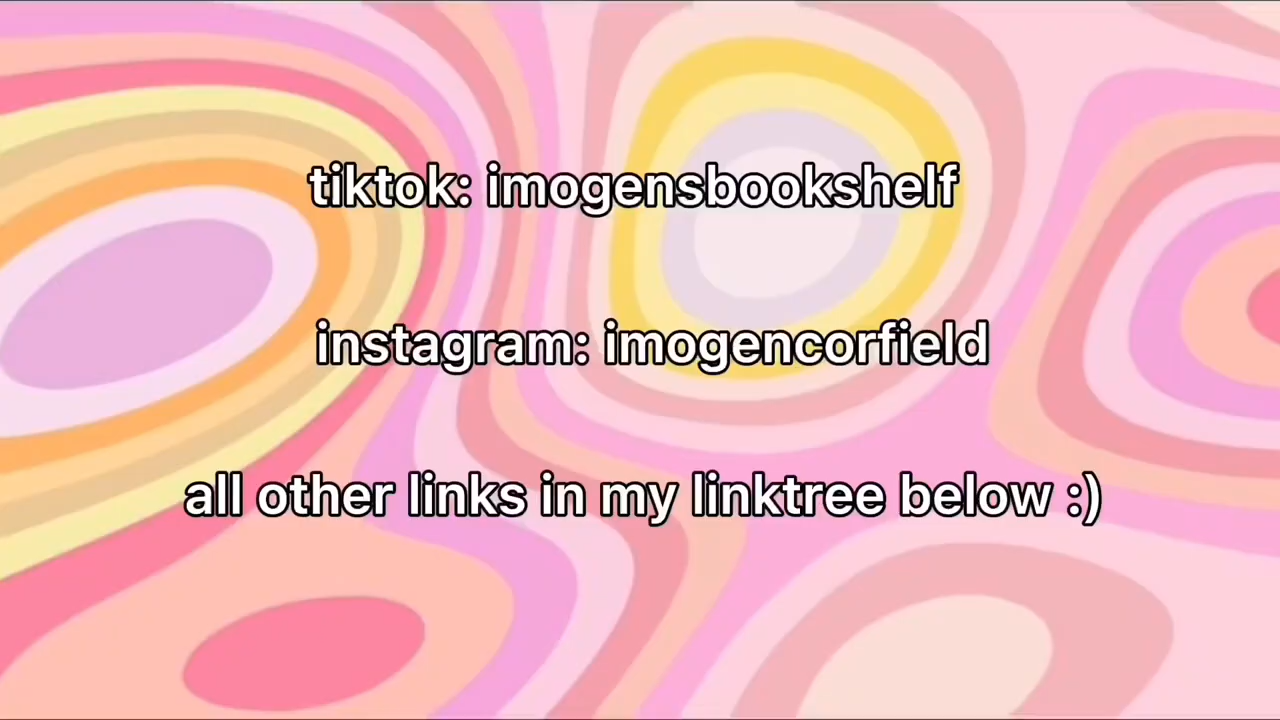 tiktok: imogensbookshelf
instagram: imogencorfield
all other links in my linktree below :)